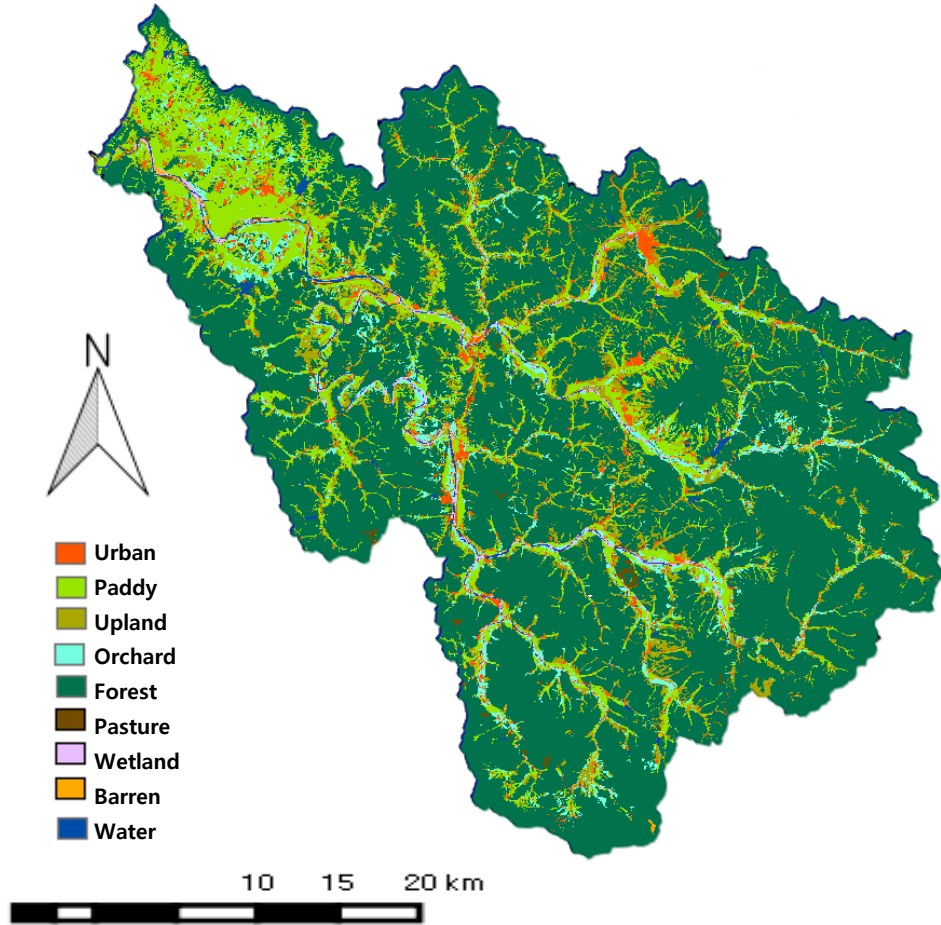 N
Urban
Paddy
Upland
Orchard
Forest
Pasture
Wetland
Barren
Water
10 15 20 km